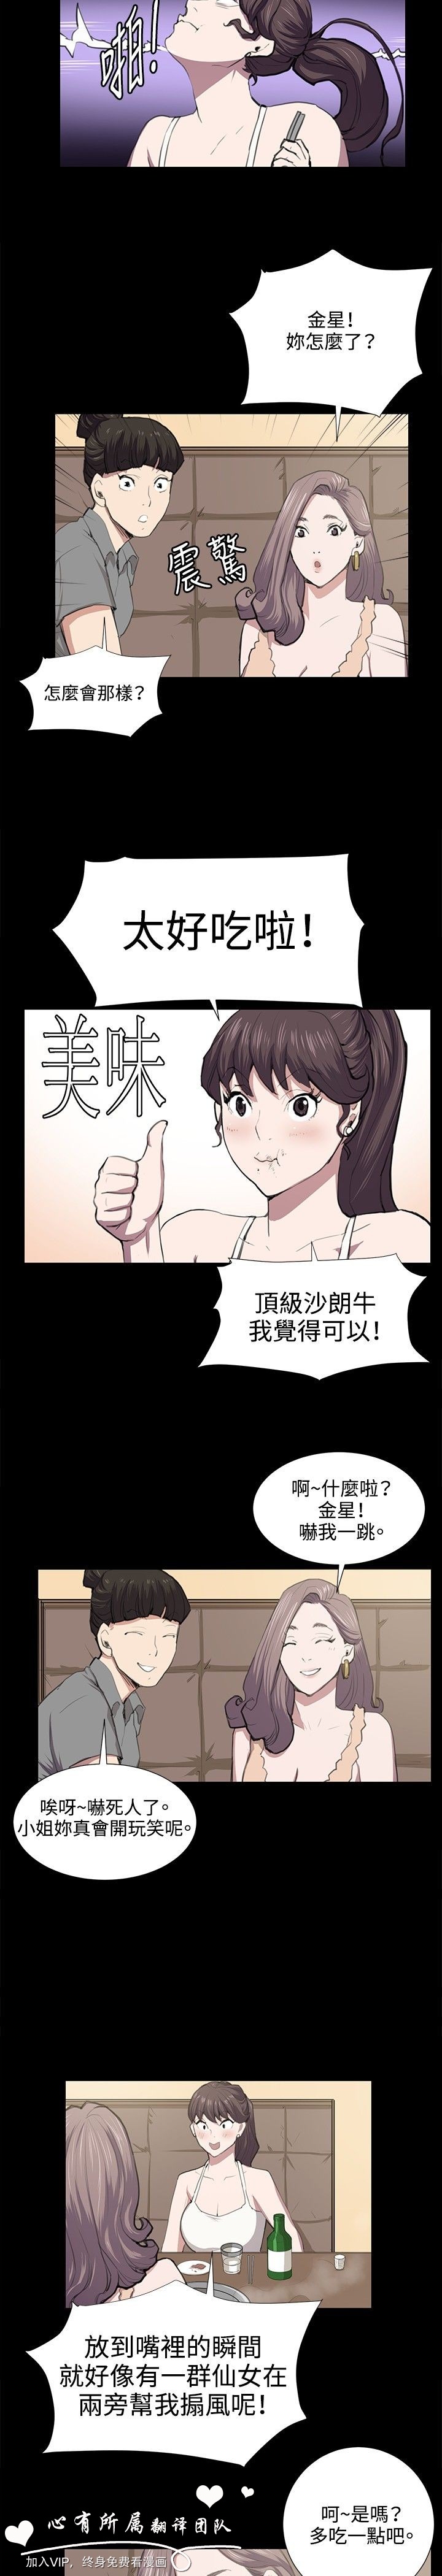 啪!
金星!
妳怎麼了?
震驚
怎麼會那樣?
太好吃啦!
美味
頂級沙朗牛
我覺得可以!
啊~什麼啦?
金星!
嚇我一跳。
唉呀~嚇死人了。
小姐妳真會開玩笑呢。
放到嘴裡的瞬間
就好像有一群仙女在
兩旁幫我搧風呢!
呵~是嗎?
多吃一點吧。
心有所属翻译团队
加入VIP，终身免费看漫画